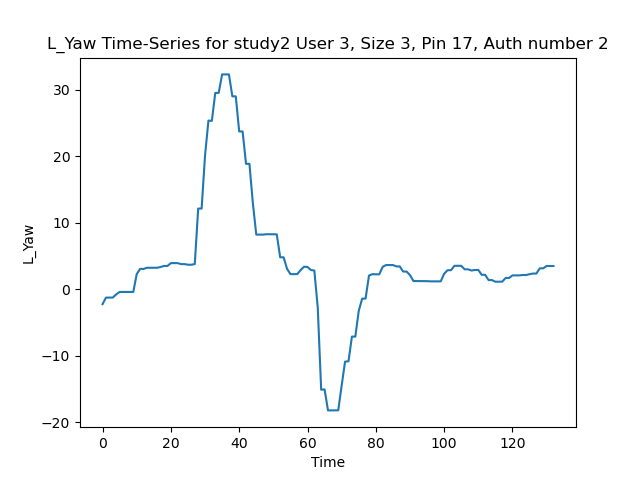 L_Yaw Time-Series for study2 User 3, Size 3, Pin 17, Auth number 2
L_Yaw
30
20
10
0
−10
−20
0 20 40 60 80 100 120
Time